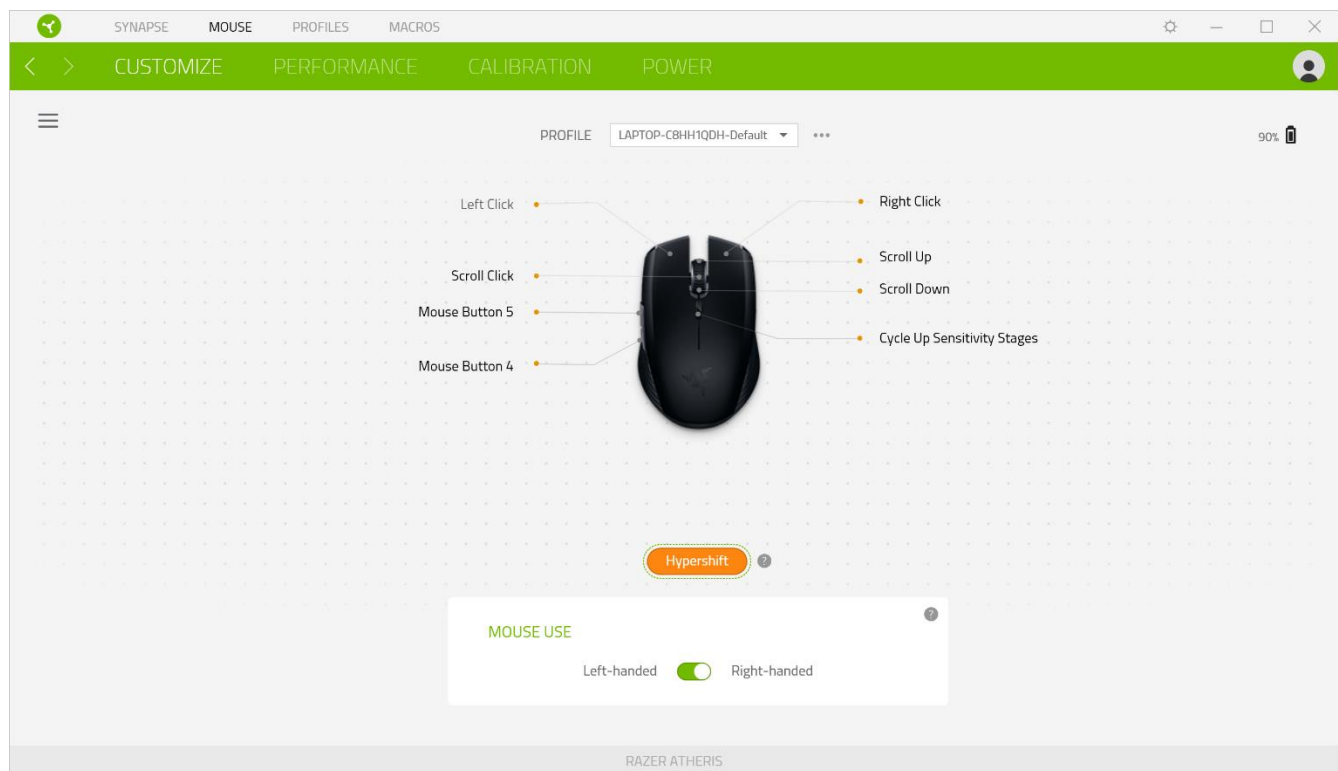 SYNAPSE MOUSE PROFILES MACROS
CUSTOMIZE PERFORMANCE CALIBRATION POWER
PROFILE LAPTOP-C8HH1QDH-Default
90%
Left Click
Right Click
Scroll Up
Scroll Click
Scroll Down
Mouse Button 5
Cycle Up Sensitivity Stages
Mouse Button 4
Hypershift ?
?
MOUSE USE
Left-handed Right-handed
RAZER ATHERIS